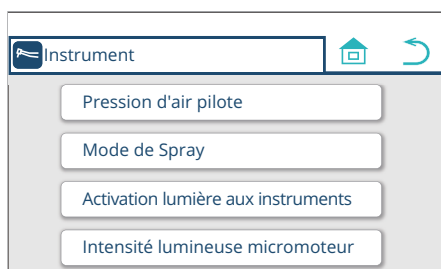 Instrument
Pression d'air pilote
Mode de Spray
Activation lumière aux instruments
Intensité lumineuse micromoteur